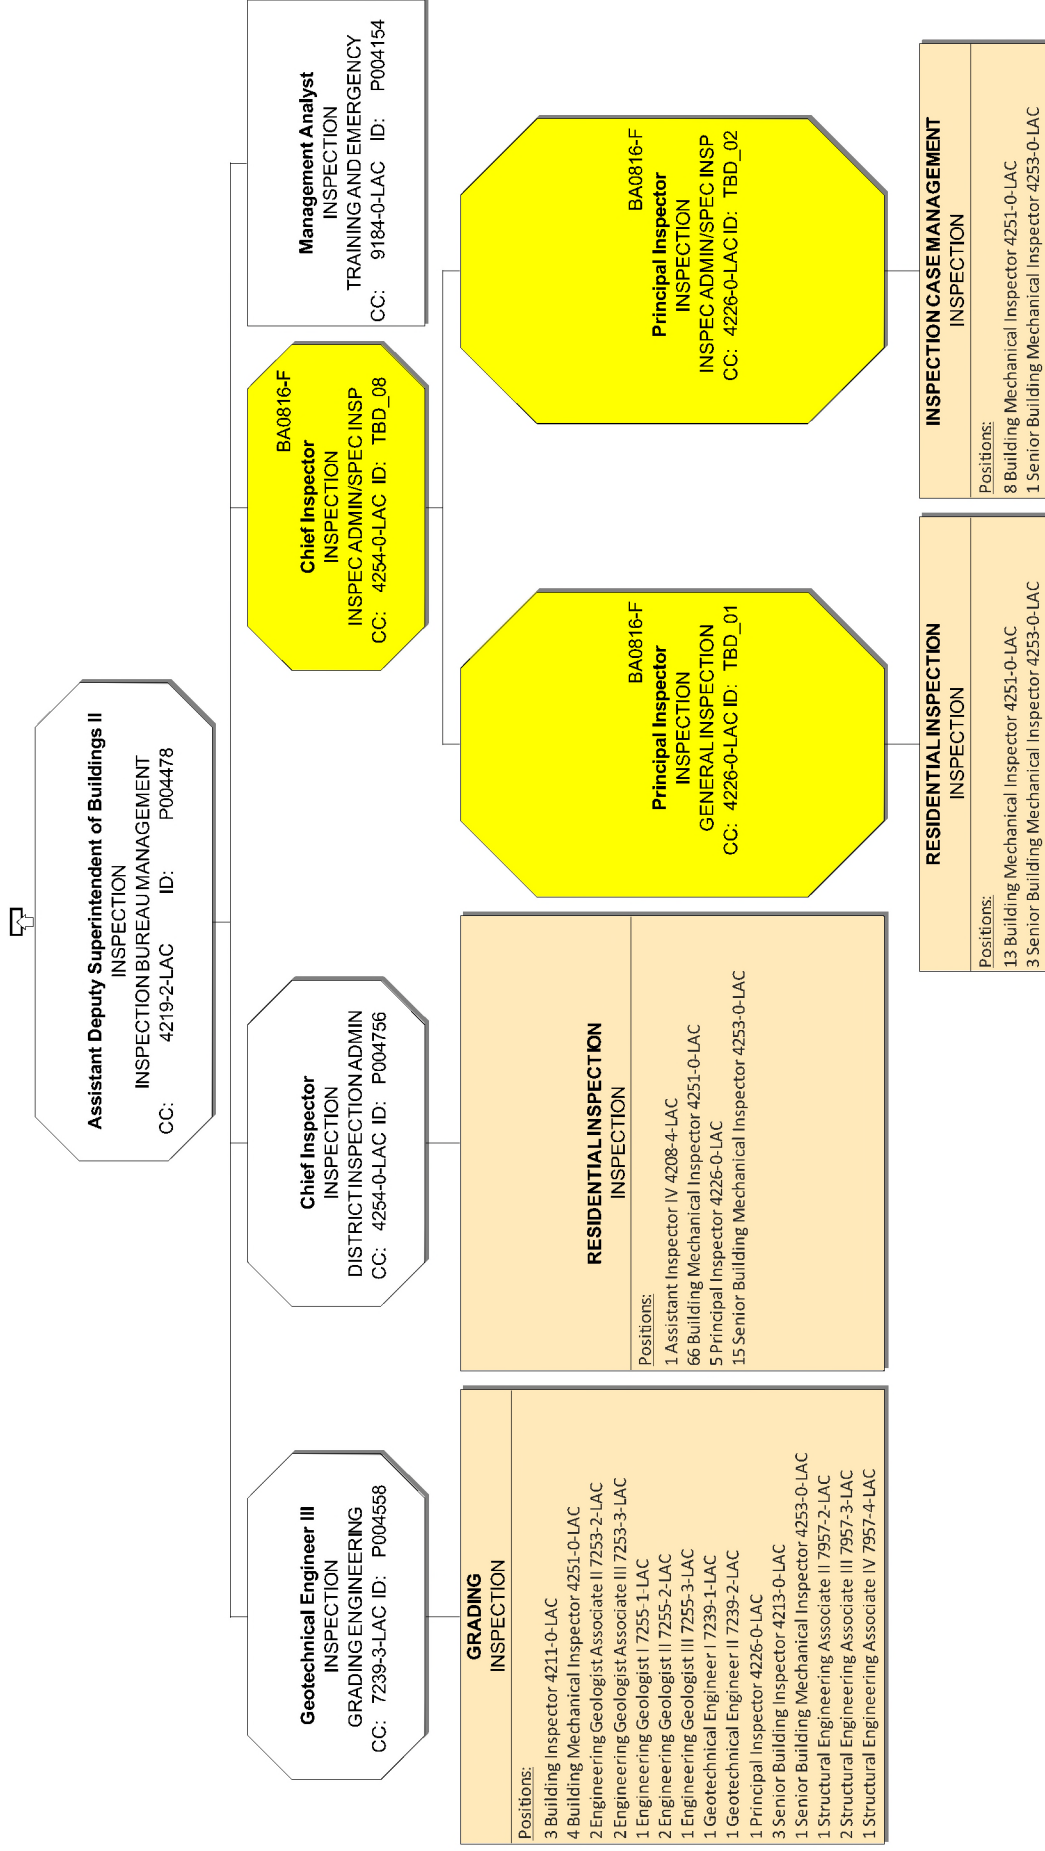 Assistant Deputy Superintendent of Buildings II
INSPECTION
INSPECTION BUREAU MANAGEMENT
CC: 4219-2-LAC ID: P004478
Geotechnical Engineer III
INSPECTION
GRADING ENGINEERING
CC: 7239-3-LAC ID: P004558
Chief Inspector
INSPECTION
DISTRICT INSPECTION ADMIN
CC: 4254-0-LAC ID: P004756
BA0816-F
Chief Inspector
INSPECTION
INSPEC ADMIN/SPEC INSP
CC: 4254-0-LAC ID: TBD_08
Management Analyst
INSPECTION
TRAINING AND EMERGENCY
CC: 9184-0-LAC ID: P004154
GRADING
INSPECTION
Positions:
3 Building Inspector 4211-0-LAC
4 Building Mechanical Inspector 4251-0-LAC
2 Engineering Geologist Associate II 7253-2-LAC
2 Engineering Geologist Associate III 7253-3-LAC
1 Engineering Geologist I 7255-1-LAC
2 Engineering Geologist II 7255-2-LAC
1 Engineering Geologist III 7255-3-LAC
1 Geotechnical Engineer I 7239-1-LAC
1 Geotechnical Engineer II 7239-2-LAC
1 Principal Inspector 4226-0-LAC
3 Senior Building Inspector 4213-0-LAC
1 Senior Building Mechanical Inspector 4253-0-LAC
1 Structural Engineering Associate II 7957-2-LAC
2 Structural Engineering Associate III 7957-3-LAC
1 Structural Engineering Associate IV 7957-4-LAC
RESIDENTIAL INSPECTION
INSPECTION
Positions:
1 Assistant Inspector IV 4208-4-LAC
66 Building Mechanical Inspector 4251-0-LAC
5 Principal Inspector 4226-0-LAC
15 Senior Building Mechanical Inspector 4253-0-LAC
BA0816-F
Principal Inspector
INSPECTION
GENERAL INSPECTION
CC: 4226-0-LAC ID: TBD_01
BA0816-F
Principal Inspector
INSPECTION
INSPEC ADMIN/SPEC INSP
CC: 4226-0-LAC ID: TBD_02
RESIDENTIAL INSPECTION
INSPECTION
Positions:
13 Building Mechanical Inspector 4251-0-LAC
3 Senior Building Mechanical Inspector 4253-0-LAC
INSPECTION CASE MANAGEMENT
INSPECTION
Positions:
8 Building Mechanical Inspector 4251-0-LAC
1 Senior Building Mechanical Inspector 4253-0-LAC